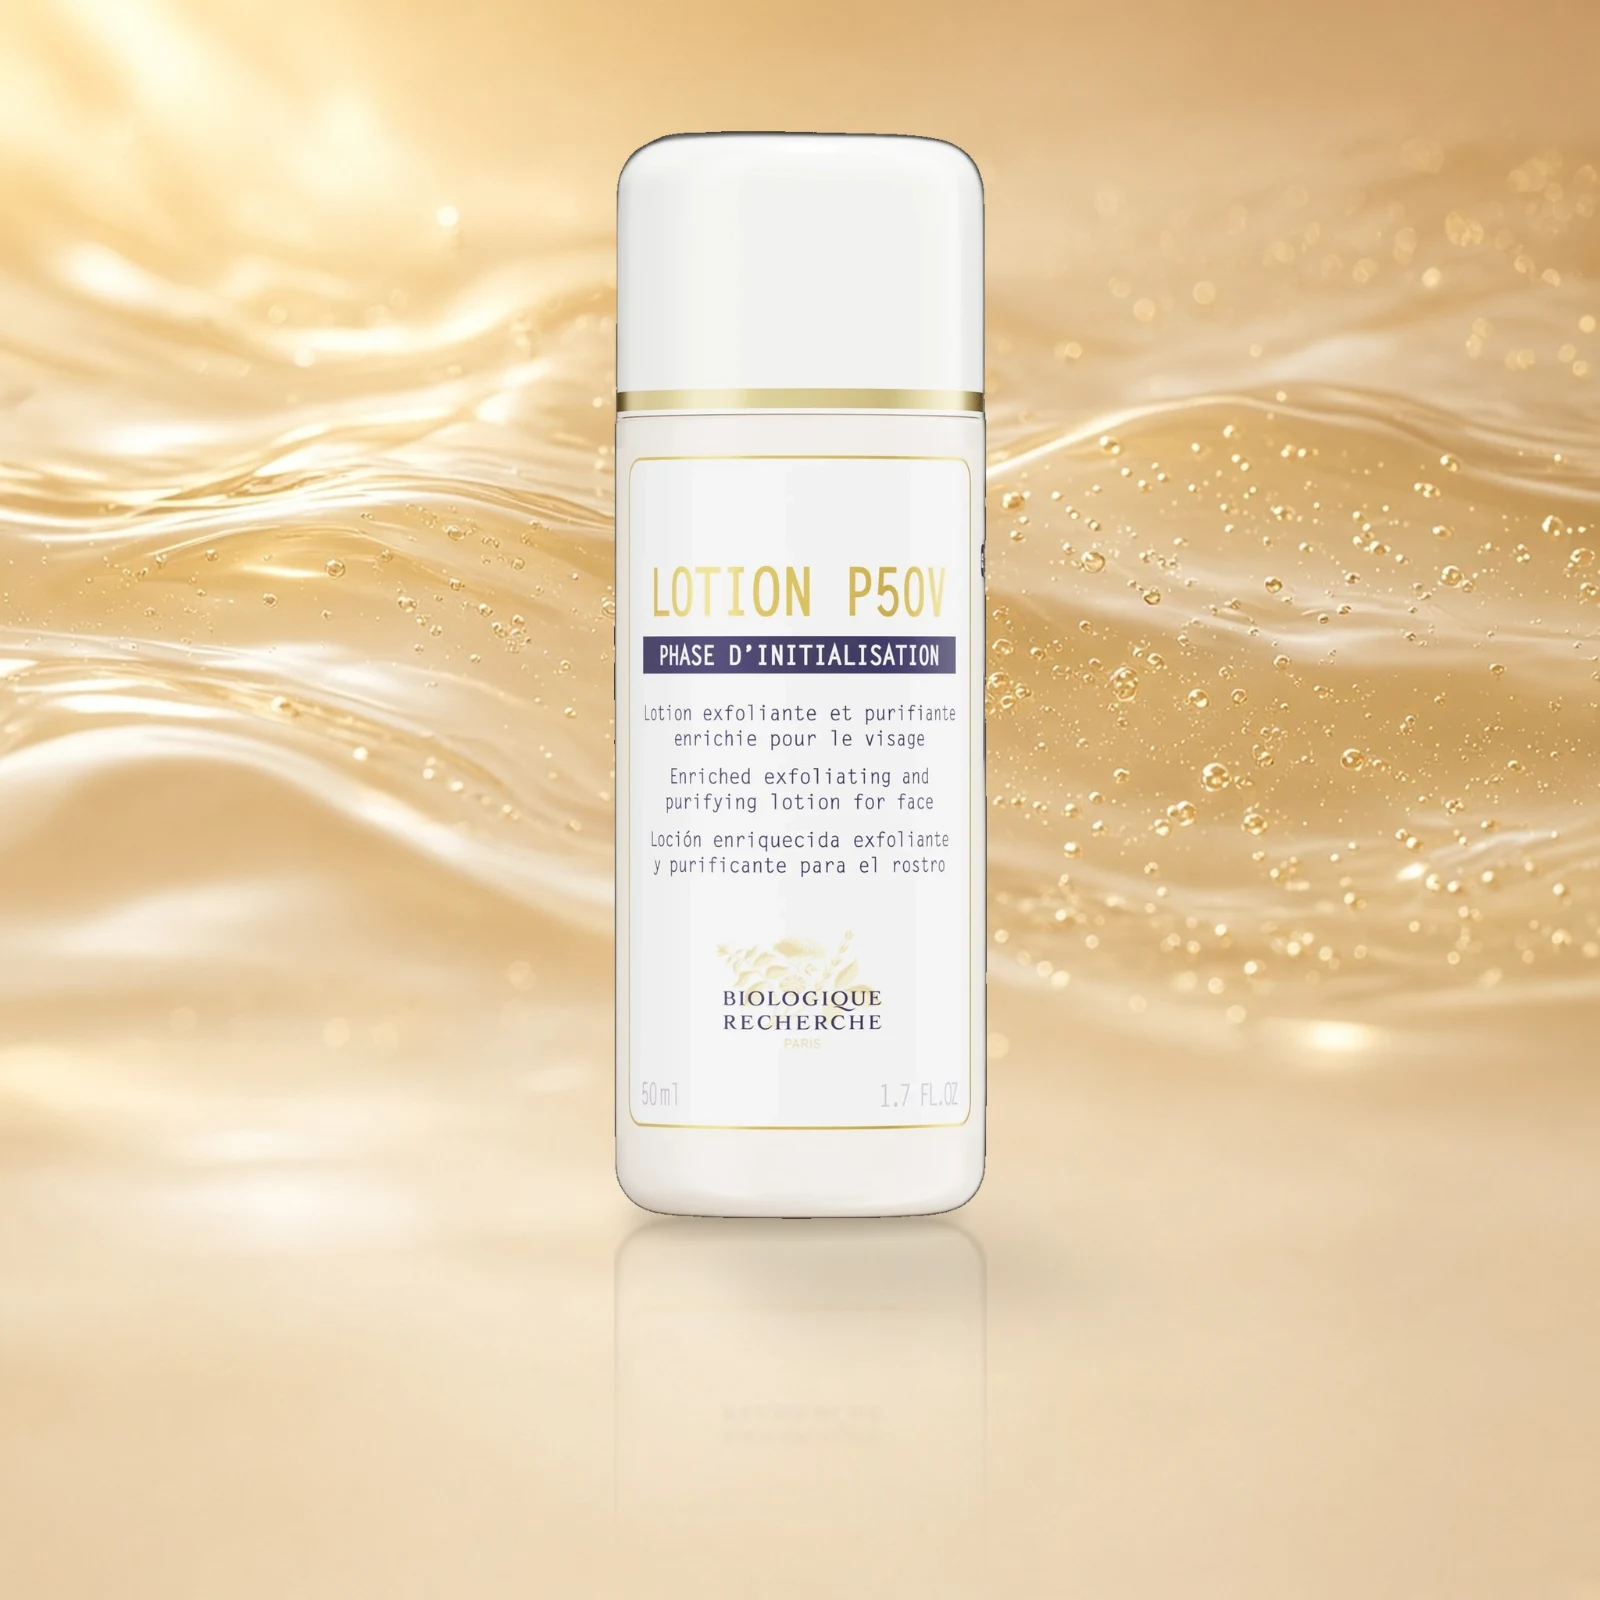 LOTION P50V
PHASE D'INITIALISATION
Lotion exfoliante et purifiante
enrichie pour le visage
Enriched exfoliating and
purifying lotion for face
Loción enriquecida exfoliante
y purificante para el rostro
BIOLOGIQUE
RECHERCHE
PARIS
50ml 1.7 FL.OZ